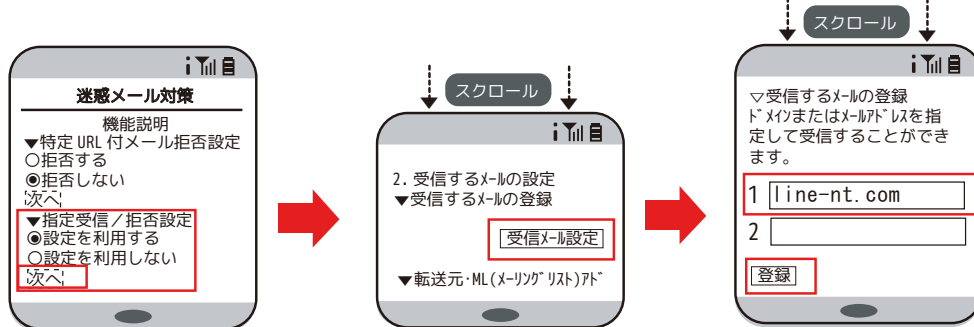 迷惑メール対策
機能説明
▼特定 URL 付メール拒否設定
○拒否する
◉拒否しない
次へ
▼指定受信/拒否設定
◉設定を利用する
○設定を利用しない
次へ
スクロール
2. 受信するﾒｰﾙの設定
▼受信するﾒｰﾙの登録
受信ﾒｰﾙ設定
▼転送元･ML(ﾒｰﾘﾝｸﾞﾘｽﾄ)ｱﾄﾞ
スクロール
▽受信するﾒｰﾙの登録
ﾄﾞﾒｲﾝまたはﾒｰﾙｱﾄﾞﾚｽを指
定して受信することができ
ます。
1 line-nt.com
2
登録